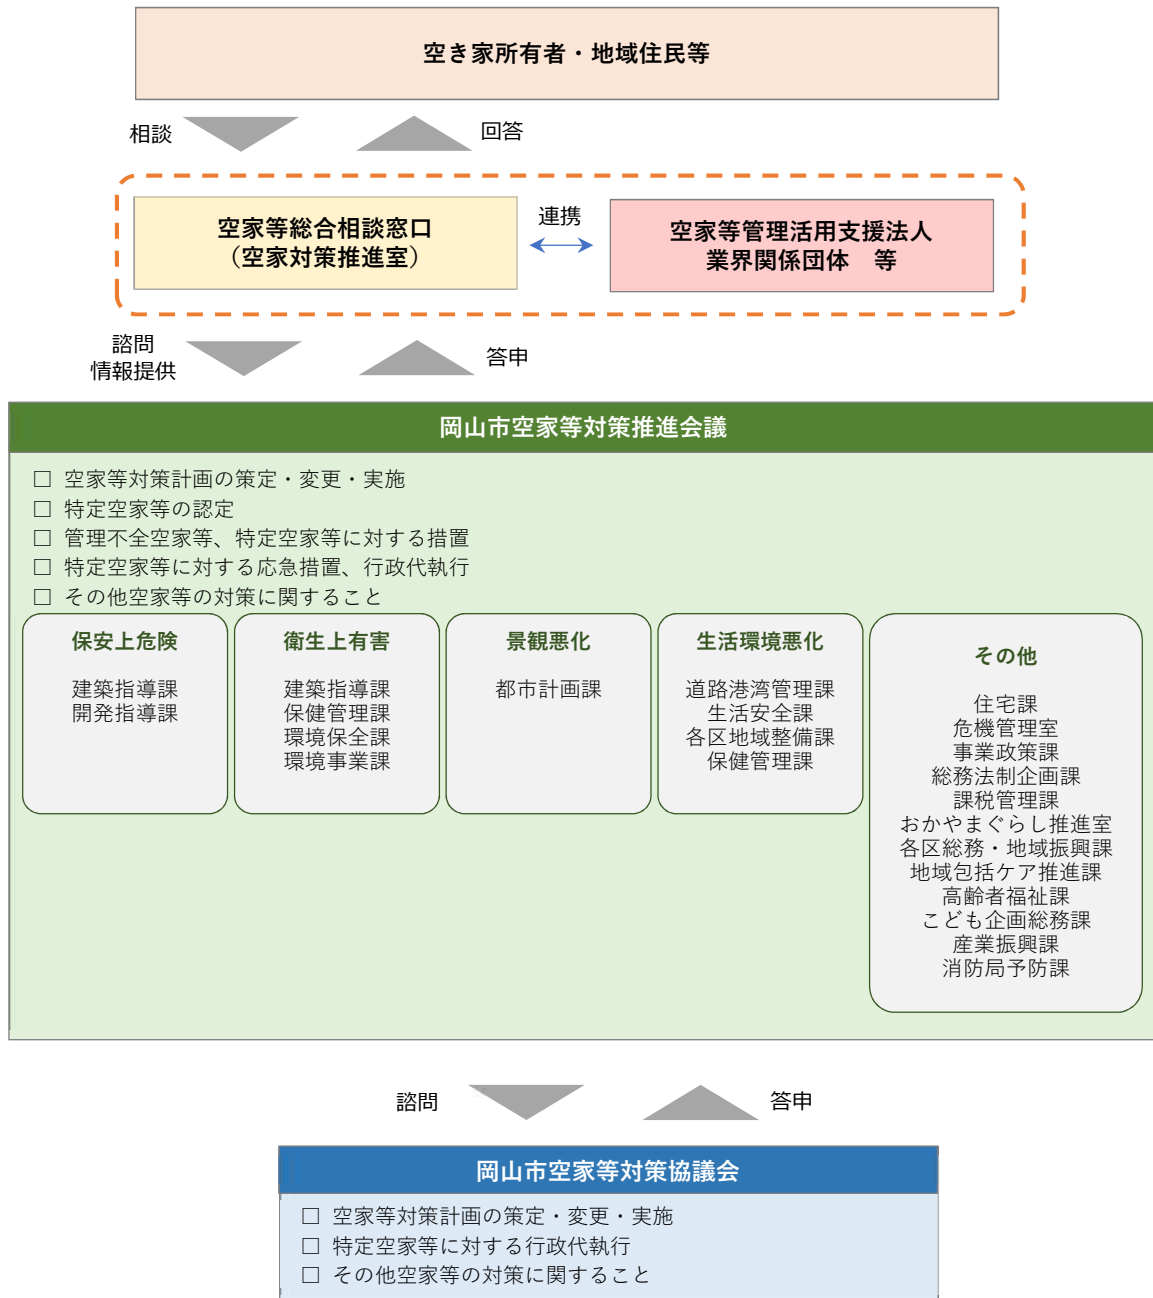 空き家所有者・地域住民等
相談
回答
空家等総合相談窓口
（空家対策推進室）
連携
空家等管理活用支援法人
業界関係団体　等
諮問
情報提供
答申
岡山市空家等対策推進会議
□ 空家等対策計画の策定・変更・実施
□ 特定空家等の認定
□ 管理不全空家等、特定空家等に対する措置
□ 特定空家等に対する応急措置、行政代執行
□ その他空家等の対策に関すること
保安上危険
建築指導課
開発指導課
衛生上有害
建築指導課
保健管理課
環境保全課
環境事業課
景観悪化
都市計画課
生活環境悪化
道路港湾管理課
生活安全課
各区地域整備課
保健管理課
その他
住宅課
危機管理室
事業政策課
総務法制企画課
課税管理課
おかやまぐらし推進室
各区総務・地域振興課
地域包括ケア推進課
高齢者福祉課
こども企画総務課
産業振興課
消防局予防課
諮問
答申
岡山市空家等対策協議会
□ 空家等対策計画の策定・変更・実施
□ 特定空家等に対する行政代執行
□ その他空家等の対策に関すること